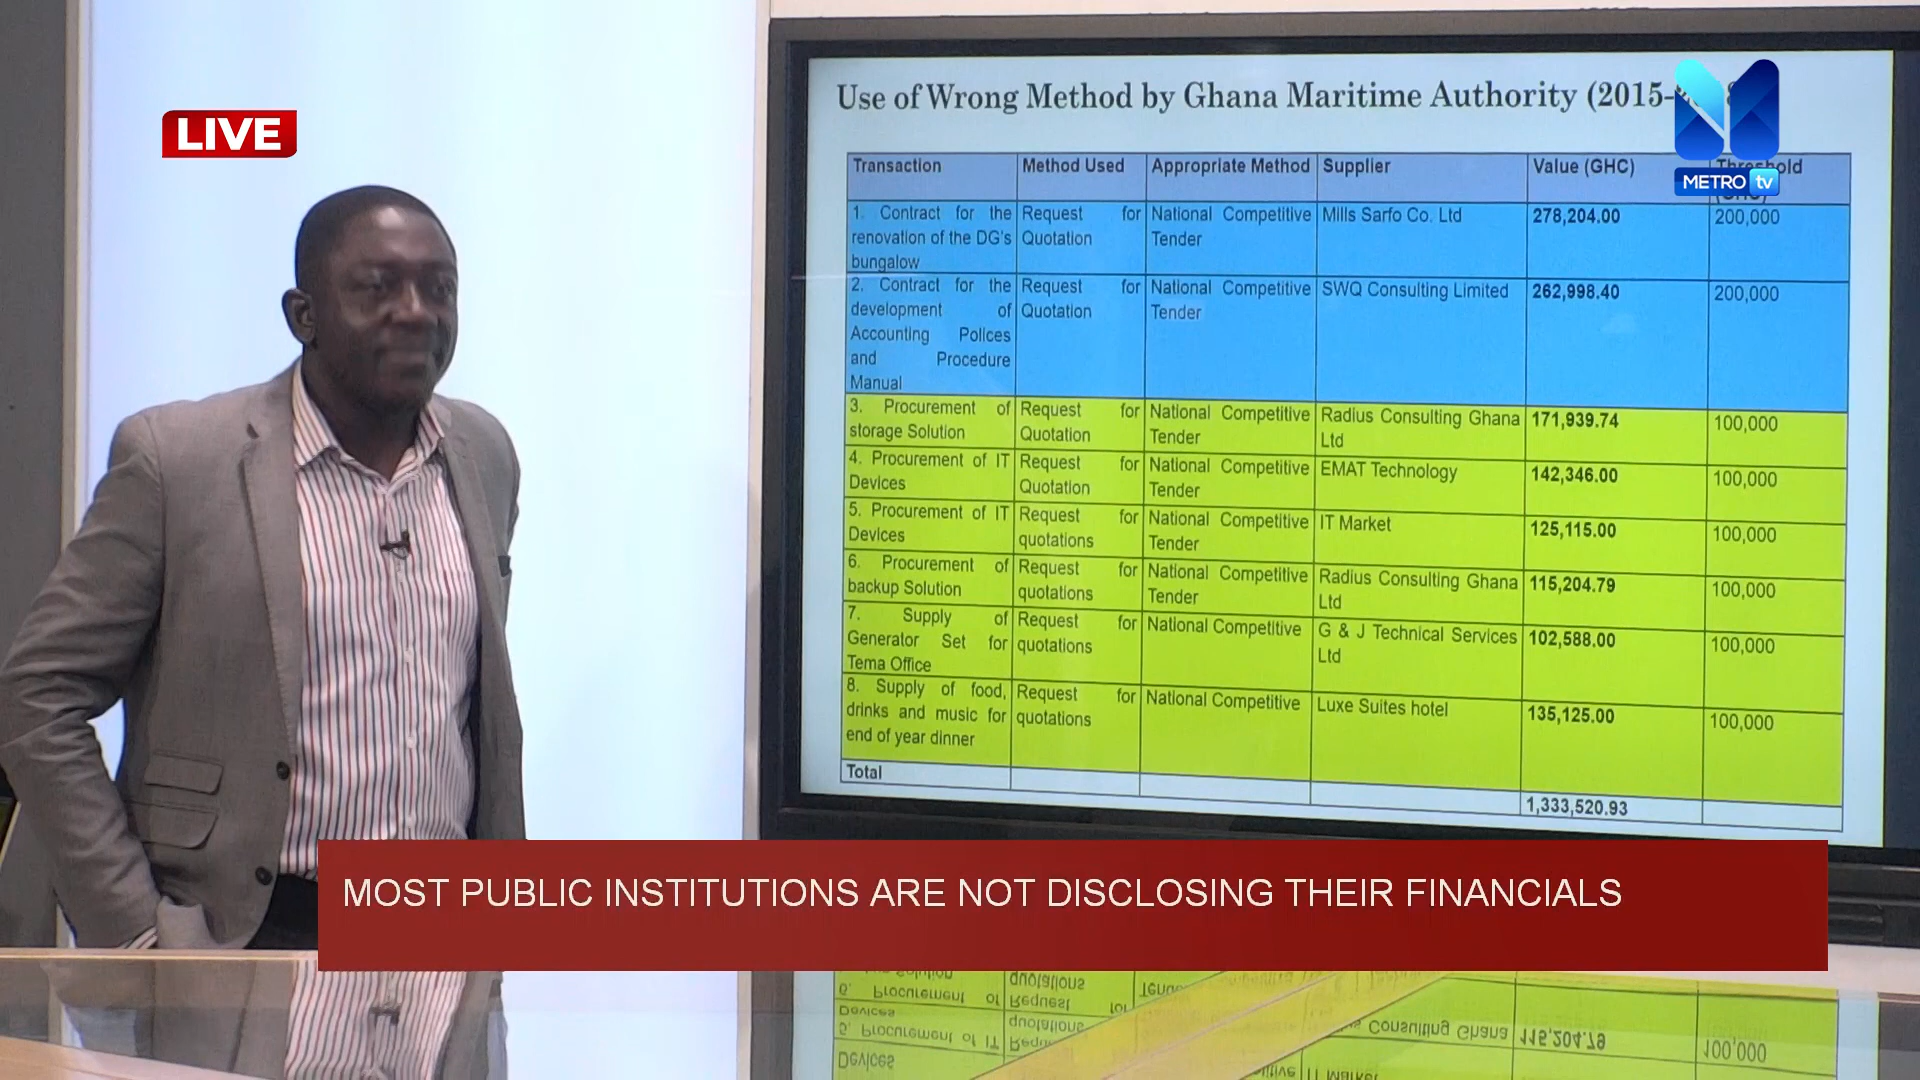 LIVE
Use of Wrong Method by Ghana Maritime Authority (2015-
METRO tv
Transaction
Method Used
Appropriate Method
Supplier
Value (GHC)
Threshold
(GHC)
1. Contract for the
renovation of the DG's
bungalow
Request for
Quotation
National Competitive
Tender
Mills Sarfo Co. Ltd
278,204.00
200,000
2. Contract for the
development of
Accounting Polices
and Procedure
Manual
Request for
Quotation
National Competitive
Tender
SWQ Consulting Limited
262,998.40
200,000
3. Procurement of
storage Solution
Request for
Quotation
National Competitive
Tender
Radius Consulting Ghana
Ltd
171,939.74
100,000
4. Procurement of IT
Devices
Request for
Quotation
National Competitive
Tender
EMAT Technology
142,346.00
100,000
5. Procurement of IT
Devices
Request for
quotations
National Competitive
Tender
IT Market
125,115.00
100,000
6. Procurement of
backup Solution
Request for
quotations
National Competitive
Tender
Radius Consulting Ghana
Ltd
115,204.79
100,000
7. Supply of
Generator Set for
Tema Office
Request for
quotations
National Competitive
G & J Technical Services
Ltd
102,588.00
100,000
8. Supply of food,
drinks and music for
end of year dinner
Request for
quotations
National Competitive
Luxe Suites hotel
135,125.00
100,000
Total
1,333,520.93
MOST PUBLIC INSTITUTIONS ARE NOT DISCLOSING THEIR FINANCIALS